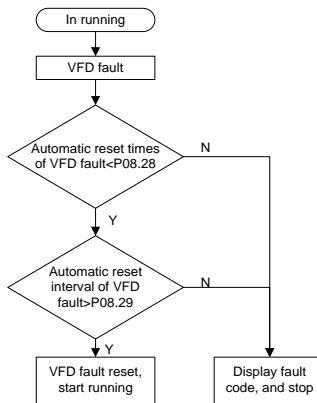 In running
VFD fault
Automatic reset times
of VFD fault<P08.28
N
Y
Automatic reset
interval of VFD
fault>P08.29
N
Y
VFD fault reset,
start running
Display fault
code, and stop